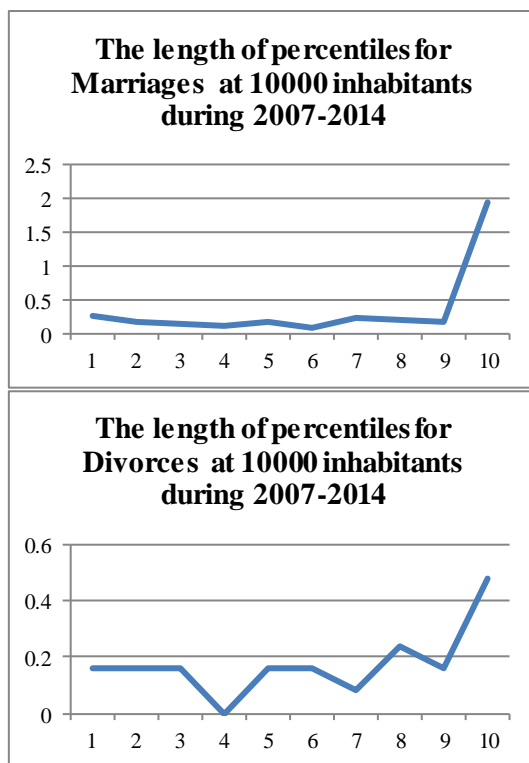 The length of percentiles for
Marriages at 10000 inhabitants
during 2007-2014
2.5
2
1.5
1
0.5
0
1 2 3 4 5 6 7 8 9 10
The length of percentiles for
Divorces at 10000 inhabitants
during 2007-2014
0.6
0.4
0.2
0
1 2 3 4 5 6 7 8 9 10